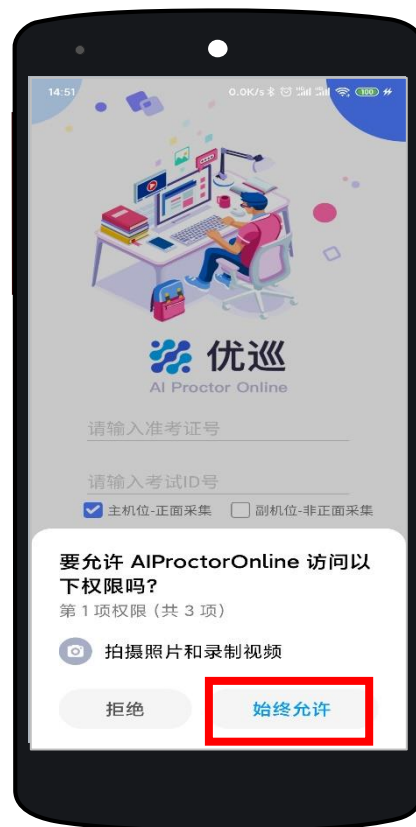 14:51
0.0K/s
100
优巡
AI Proctor Online
请输入准考证号
请输入考试ID号
主机位-正面采集 副机位-非正面采集
要允许 AIProctorOnline 访问以
下权限吗?
第 1 项权限 (共 3 项)
拍摄照片和录制视频
拒绝 始终允许